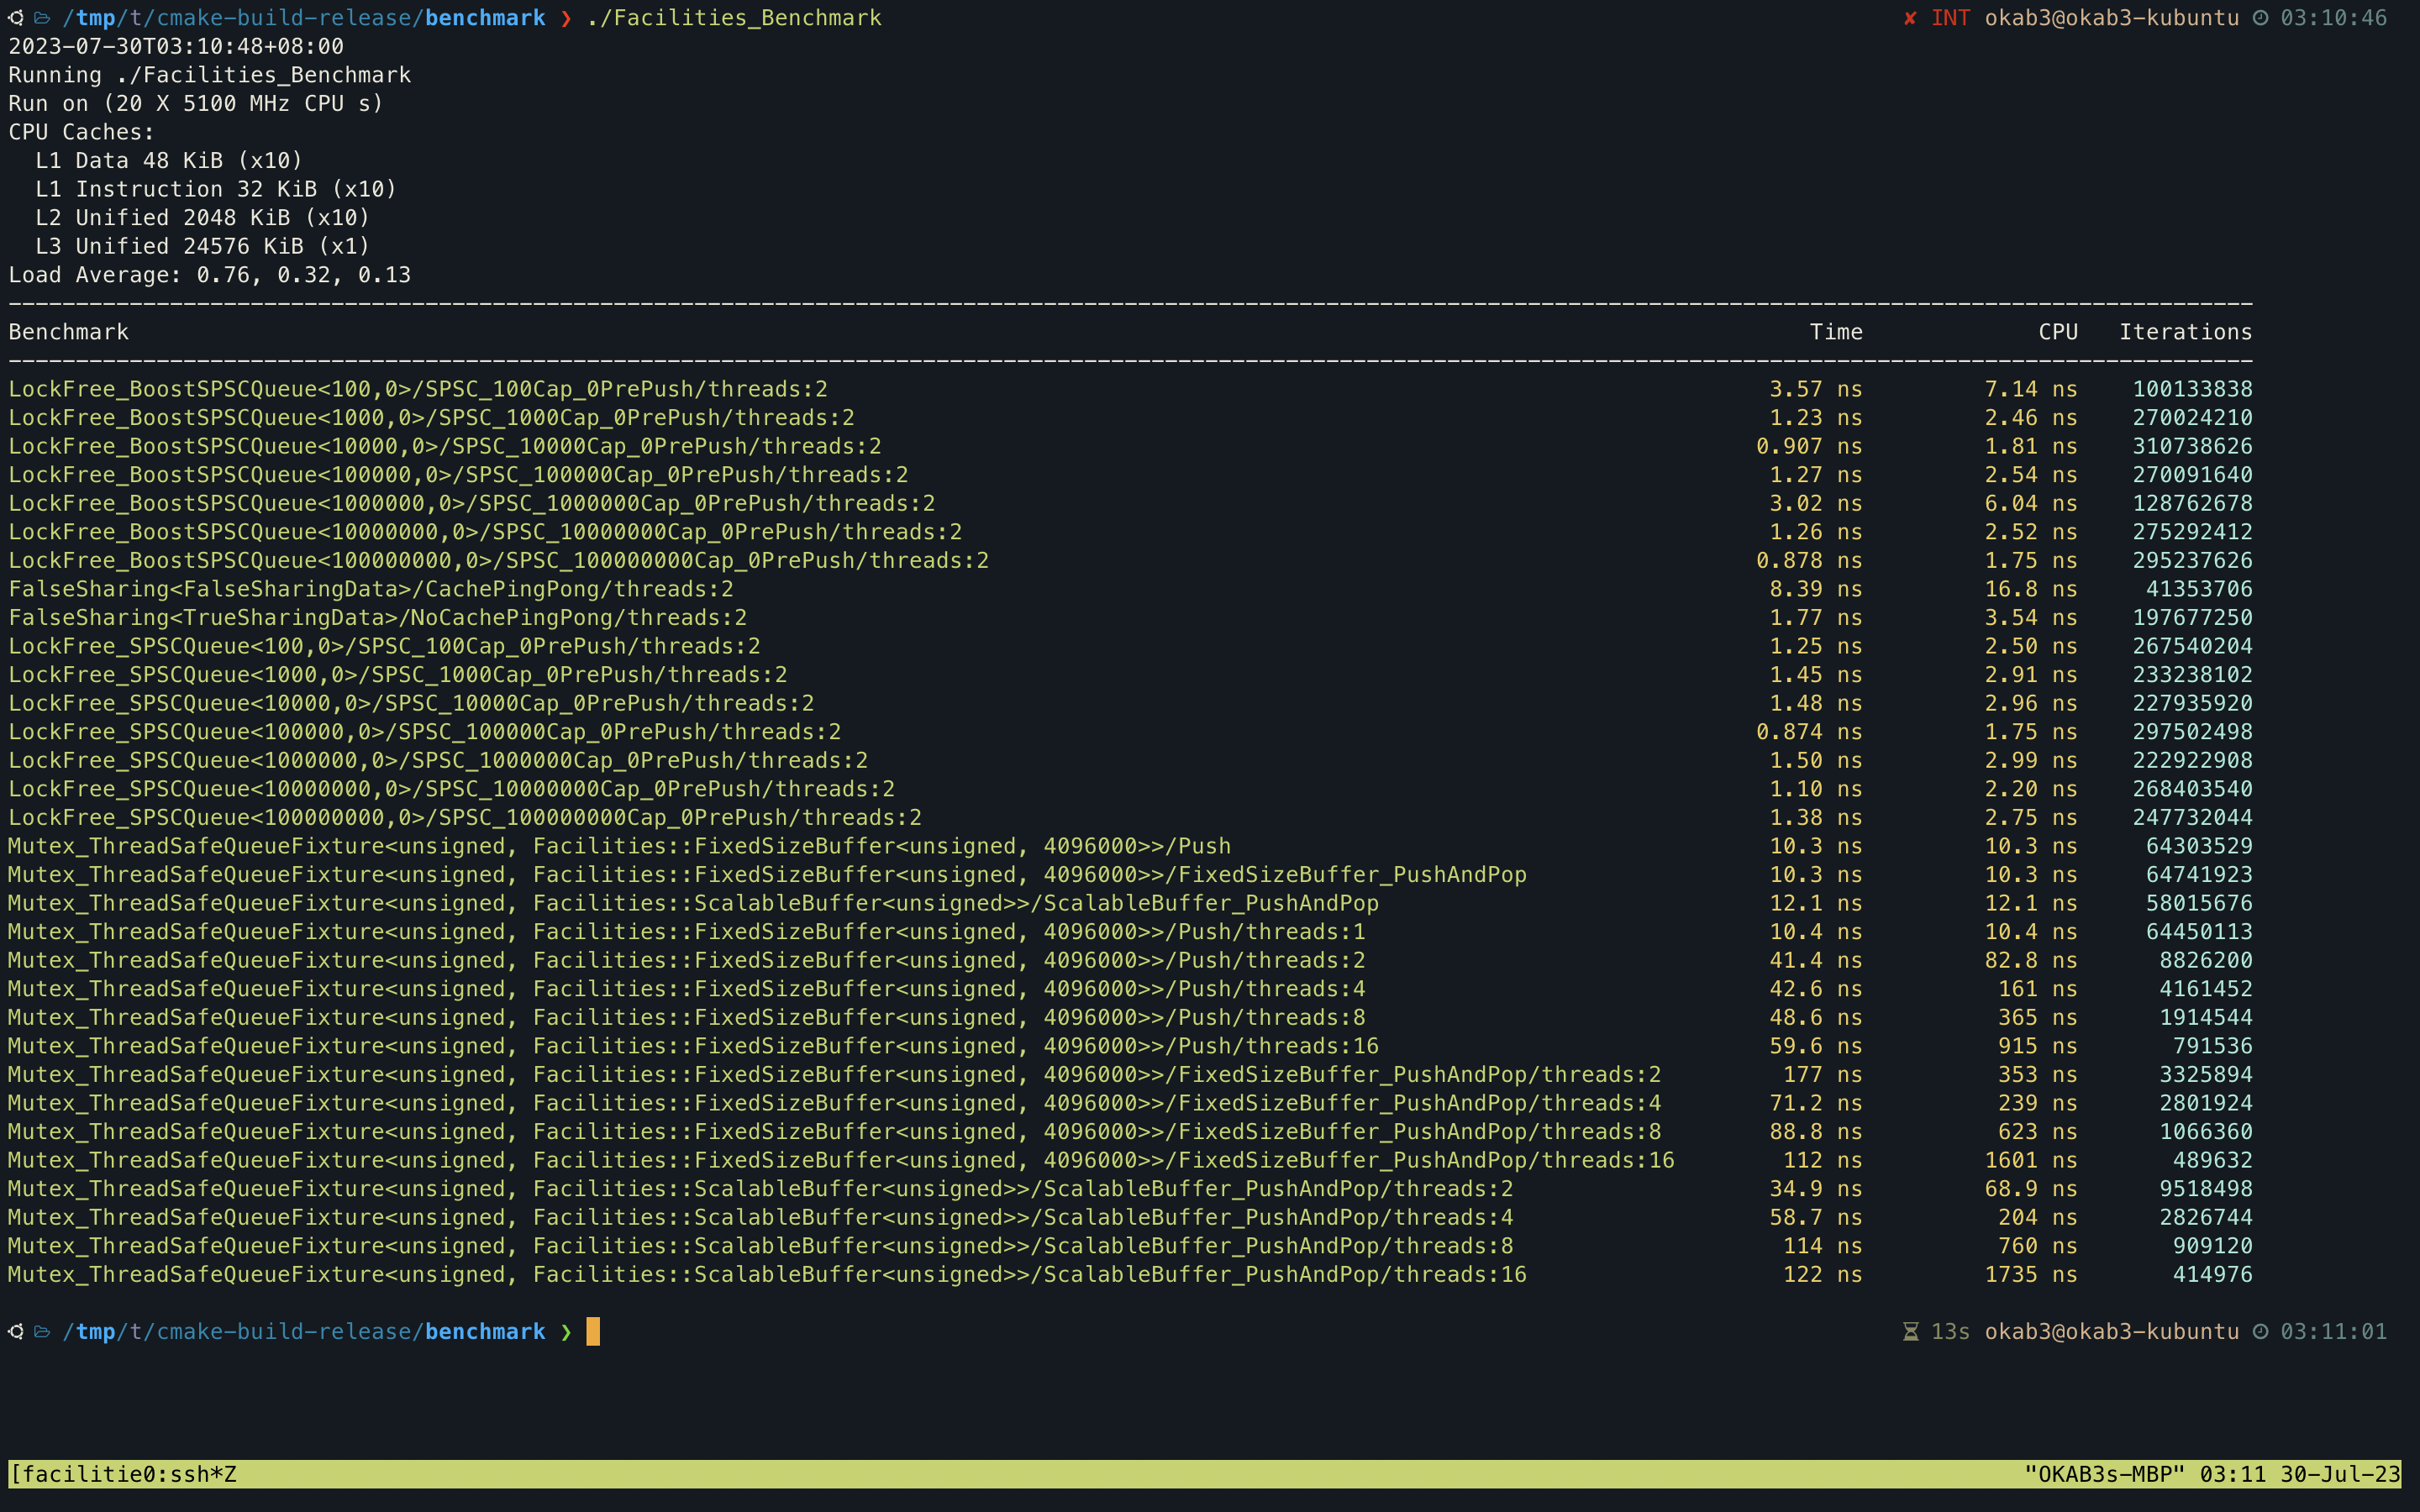 /tmp/t/cmake-build-release/benchmark ❯ ./Facilities_Benchmark ✘ INT okab3@okab3-kubuntu 03:10:46
2023-07-30T03:10:48+08:00
Running ./Facilities_Benchmark
Run on (20 X 5100 MHz CPU s)
CPU Caches:
  L1 Data 48 KiB (x10)
  L1 Instruction 32 KiB (x10)
  L2 Unified 2048 KiB (x10)
  L3 Unified 24576 KiB (x1)
Load Average: 0.76, 0.32, 0.13
Benchmark Time CPU Iterations
LockFree_BoostSPSCQueue<100,0>/SPSC_100Cap_0PrePush/threads:2 3.57 ns 7.14 ns 100133838
LockFree_BoostSPSCQueue<1000,0>/SPSC_1000Cap_0PrePush/threads:2 1.23 ns 2.46 ns 270024210
LockFree_BoostSPSCQueue<10000,0>/SPSC_10000Cap_0PrePush/threads:2 0.907 ns 1.81 ns 310738626
LockFree_BoostSPSCQueue<100000,0>/SPSC_100000Cap_0PrePush/threads:2 1.27 ns 2.54 ns 270091640
LockFree_BoostSPSCQueue<1000000,0>/SPSC_1000000Cap_0PrePush/threads:2 3.02 ns 6.04 ns 128762678
LockFree_BoostSPSCQueue<10000000,0>/SPSC_10000000Cap_0PrePush/threads:2 1.26 ns 2.52 ns 275292412
LockFree_BoostSPSCQueue<100000000,0>/SPSC_100000000Cap_0PrePush/threads:2 0.878 ns 1.75 ns 295237626
FalseSharing<FalseSharingData>/CachePingPong/threads:2 8.39 ns 16.8 ns 41353706
FalseSharing<TrueSharingData>/NoCachePingPong/threads:2 1.77 ns 3.54 ns 197677250
LockFree_SPSCQueue<100,0>/SPSC_100Cap_0PrePush/threads:2 1.25 ns 2.50 ns 267540204
LockFree_SPSCQueue<1000,0>/SPSC_1000Cap_0PrePush/threads:2 1.45 ns 2.91 ns 233238102
LockFree_SPSCQueue<10000,0>/SPSC_10000Cap_0PrePush/threads:2 1.48 ns 2.96 ns 227935920
LockFree_SPSCQueue<100000,0>/SPSC_100000Cap_0PrePush/threads:2 0.874 ns 1.75 ns 297502498
LockFree_SPSCQueue<1000000,0>/SPSC_1000000Cap_0PrePush/threads:2 1.50 ns 2.99 ns 222922908
LockFree_SPSCQueue<10000000,0>/SPSC_10000000Cap_0PrePush/threads:2 1.10 ns 2.20 ns 268403540
LockFree_SPSCQueue<100000000,0>/SPSC_100000000Cap_0PrePush/threads:2 1.38 ns 2.75 ns 247732044
Mutex_ThreadSafeQueueFixture<unsigned, Facilities::FixedSizeBuffer<unsigned, 4096000>>/Push 10.3 ns 10.3 ns 64303529
Mutex_ThreadSafeQueueFixture<unsigned, Facilities::FixedSizeBuffer<unsigned, 4096000>>/FixedSizeBuffer_PushAndPop 10.3 ns 10.3 ns 64741923
Mutex_ThreadSafeQueueFixture<unsigned, Facilities::ScalableBuffer<unsigned>>/ScalableBuffer_PushAndPop 12.1 ns 12.1 ns 58015676
Mutex_ThreadSafeQueueFixture<unsigned, Facilities::FixedSizeBuffer<unsigned, 4096000>>/Push/threads:1 10.4 ns 10.4 ns 64450113
Mutex_ThreadSafeQueueFixture<unsigned, Facilities::FixedSizeBuffer<unsigned, 4096000>>/Push/threads:2 41.4 ns 82.8 ns 8826200
Mutex_ThreadSafeQueueFixture<unsigned, Facilities::FixedSizeBuffer<unsigned, 4096000>>/Push/threads:4 42.6 ns 161 ns 4161452
Mutex_ThreadSafeQueueFixture<unsigned, Facilities::FixedSizeBuffer<unsigned, 4096000>>/Push/threads:8 48.6 ns 365 ns 1914544
Mutex_ThreadSafeQueueFixture<unsigned, Facilities::FixedSizeBuffer<unsigned, 4096000>>/Push/threads:16 59.6 ns 915 ns 791536
Mutex_ThreadSafeQueueFixture<unsigned, Facilities::FixedSizeBuffer<unsigned, 4096000>>/FixedSizeBuffer_PushAndPop/threads:2 177 ns 353 ns 3325894
Mutex_ThreadSafeQueueFixture<unsigned, Facilities::FixedSizeBuffer<unsigned, 4096000>>/FixedSizeBuffer_PushAndPop/threads:4 71.2 ns 239 ns 2801924
Mutex_ThreadSafeQueueFixture<unsigned, Facilities::FixedSizeBuffer<unsigned, 4096000>>/FixedSizeBuffer_PushAndPop/threads:8 88.8 ns 623 ns 1066360
Mutex_ThreadSafeQueueFixture<unsigned, Facilities::FixedSizeBuffer<unsigned, 4096000>>/FixedSizeBuffer_PushAndPop/threads:16 112 ns 1601 ns 489632
Mutex_ThreadSafeQueueFixture<unsigned, Facilities::ScalableBuffer<unsigned>>/ScalableBuffer_PushAndPop/threads:2 34.9 ns 68.9 ns 9518498
Mutex_ThreadSafeQueueFixture<unsigned, Facilities::ScalableBuffer<unsigned>>/ScalableBuffer_PushAndPop/threads:4 58.7 ns 204 ns 2826744
Mutex_ThreadSafeQueueFixture<unsigned, Facilities::ScalableBuffer<unsigned>>/ScalableBuffer_PushAndPop/threads:8 114 ns 760 ns 909120
Mutex_ThreadSafeQueueFixture<unsigned, Facilities::ScalableBuffer<unsigned>>/ScalableBuffer_PushAndPop/threads:16 122 ns 1735 ns 414976
/tmp/t/cmake-build-release/benchmark ❯ 13s okab3@okab3-kubuntu 03:11:01
[facilitie0:ssh*Z "OKAB3s-MBP" 03:11 30-Jul-23